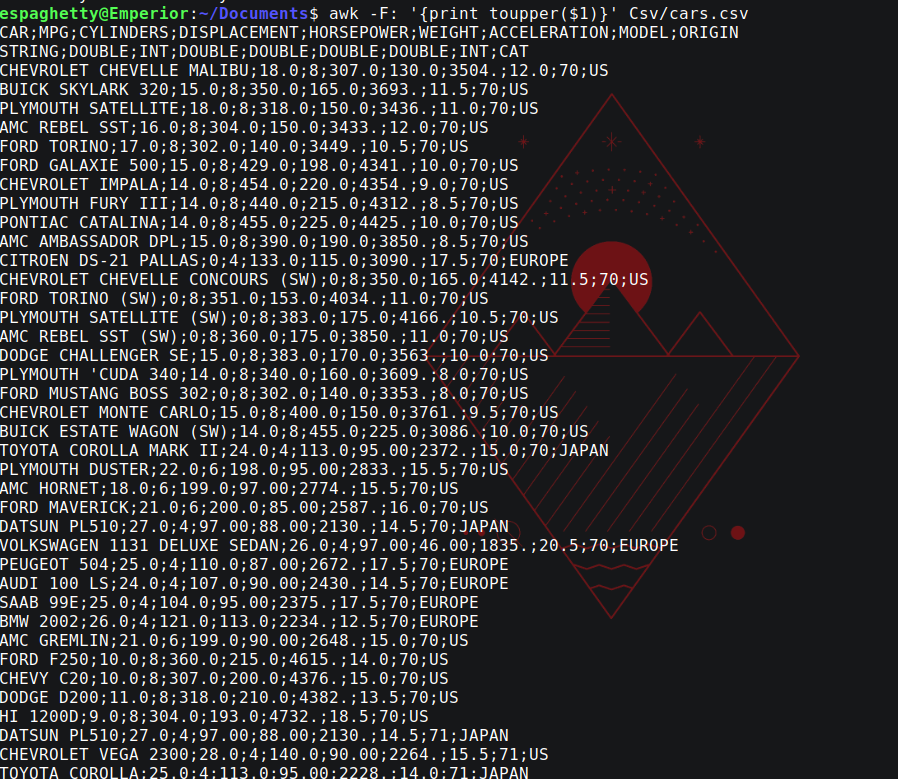 espaghetty@Emperior:~/Documents$ awk -F: '{print toupper($1)}' Csv/cars.csv
CAR;MPG;CYLINDERS;DISPLACEMENT;HORSEPOWER;WEIGHT;ACCELERATION;MODEL;ORIGIN
STRING;DOUBLE;INT;DOUBLE;DOUBLE;DOUBLE;DOUBLE;INT;CAT
CHEVROLET CHEVELLE MALIBU;18.0;8;307.0;130.0;3504.;12.0;70;US
BUICK SKYLARK 320;15.0;8;350.0;165.0;3693.;11.5;70;US
PLYMOUTH SATELLITE;18.0;8;318.0;150.0;3436.;11.0;70;US
AMC REBEL SST;16.0;8;304.0;150.0;3433.;12.0;70;US
FORD TORINO;17.0;8;302.0;140.0;3449.;10.5;70;US
FORD GALAXIE 500;15.0;8;429.0;198.0;4341.;10.0;70;US
CHEVROLET IMPALA;14.0;8;454.0;220.0;4354.;9.0;70;US
PLYMOUTH FURY III;14.0;8;440.0;215.0;4312.;8.5;70;US
PONTIAC CATALINA;14.0;8;455.0;225.0;4425.;10.0;70;US
AMC AMBASSADOR DPL;15.0;8;390.0;190.0;3850.;8.5;70;US
CITROEN DS-21 PALLAS;0;4;133.0;115.0;3090.;17.5;70;EUROPE
CHEVROLET CHEVELLE CONCOURS (SW);0;8;350.0;165.0;4142.;11.5;70;US
FORD TORINO (SW);0;8;351.0;153.0;4034.;11.0;70;US
PLYMOUTH SATELLITE (SW);0;8;383.0;175.0;4166.;10.5;70;US
AMC REBEL SST (SW);0;8;360.0;175.0;3850.;11.0;70;US
DODGE CHALLENGER SE;15.0;8;383.0;170.0;3563.;10.0;70;US
PLYMOUTH 'CUDA 340;14.0;8;340.0;160.0;3609.;8.0;70;US
FORD MUSTANG BOSS 302;0;8;302.0;140.0;3353.;8.0;70;US
CHEVROLET MONTE CARLO;15.0;8;400.0;150.0;3761.;9.5;70;US
BUICK ESTATE WAGON (SW);14.0;8;455.0;225.0;3086.;10.0;70;US
TOYOTA COROLLA MARK II;24.0;4;113.0;95.00;2372.;15.0;70;JAPAN
PLYMOUTH DUSTER;22.0;6;198.0;95.00;2833.;15.5;70;US
AMC HORNET;18.0;6;199.0;97.00;2774.;15.5;70;US
FORD MAVERICK;21.0;6;200.0;85.00;2587.;16.0;70;US
DATSUN PL510;27.0;4;97.00;88.00;2130.;14.5;70;JAPAN
VOLKSWAGEN 1131 DELUXE SEDAN;26.0;4;97.00;46.00;1835.;20.5;70;EUROPE
PEUGEOT 504;25.0;4;110.0;87.00;2672.;17.5;70;EUROPE
AUDI 100 LS;24.0;4;107.0;90.00;2430.;14.5;70;EUROPE
SAAB 99E;25.0;4;104.0;95.00;2375.;17.5;70;EUROPE
BMW 2002;26.0;4;121.0;113.0;2234.;12.5;70;EUROPE
AMC GREMLIN;21.0;6;199.0;90.00;2648.;15.0;70;US
FORD F250;10.0;8;360.0;215.0;4615.;14.0;70;US
CHEVY C20;10.0;8;307.0;200.0;4376.;15.0;70;US
DODGE D200;11.0;8;318.0;210.0;4382.;13.5;70;US
HI 1200D;9.0;8;304.0;193.0;4732.;18.5;70;US
DATSUN PL510;27.0;4;97.00;88.00;2130.;14.5;71;JAPAN
CHEVROLET VEGA 2300;28.0;4;140.0;90.00;2264.;15.5;71;US
TOYOTA COROLLA;25.0;4;113.0;95.00;2228.;14.0;71;JAPAN